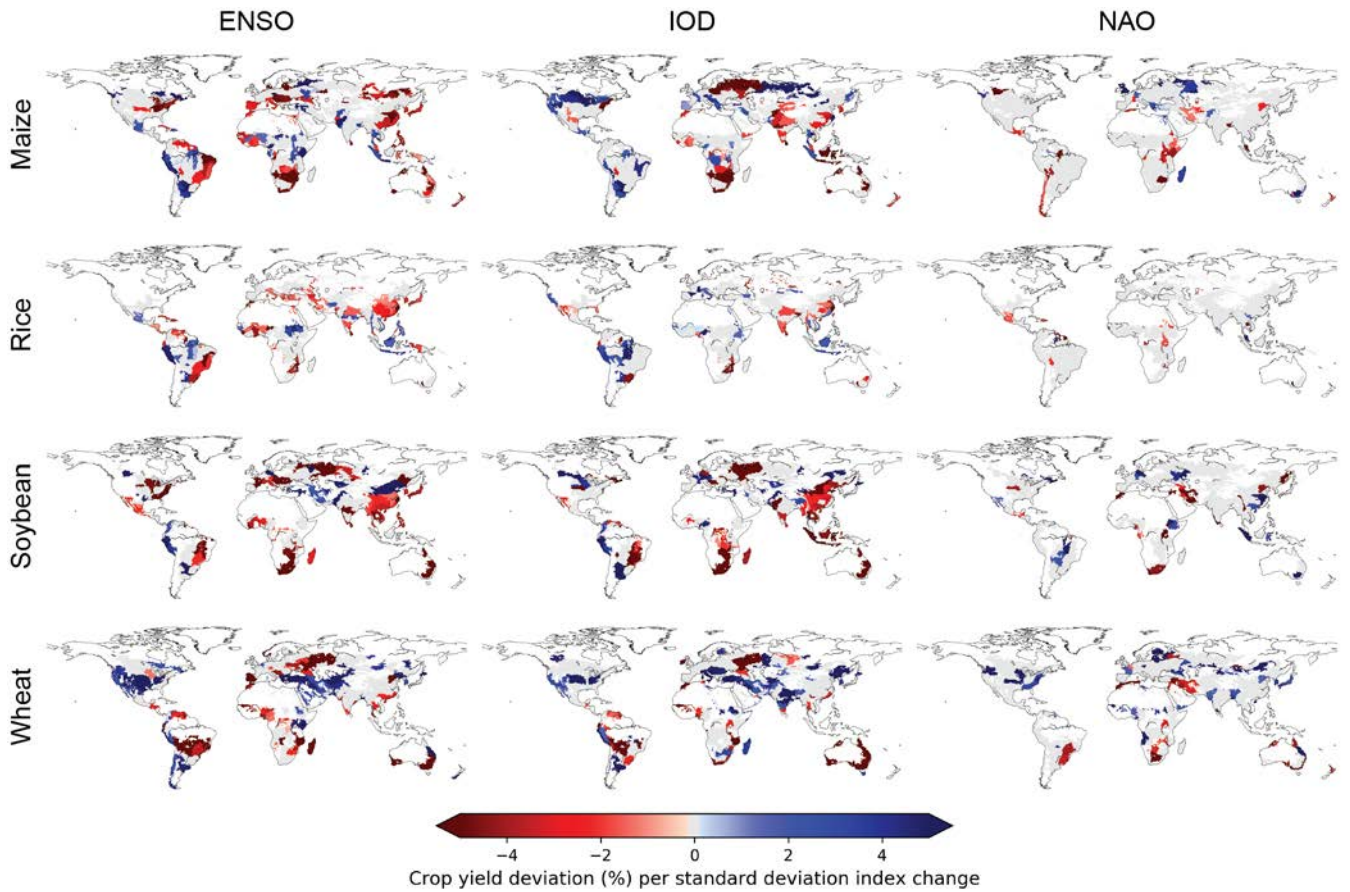 ENSO IOD NAO
Maize
Rice
Soybean
Wheat
−4 −2 0 2 4
Crop yield deviation (%) per standard deviation index change